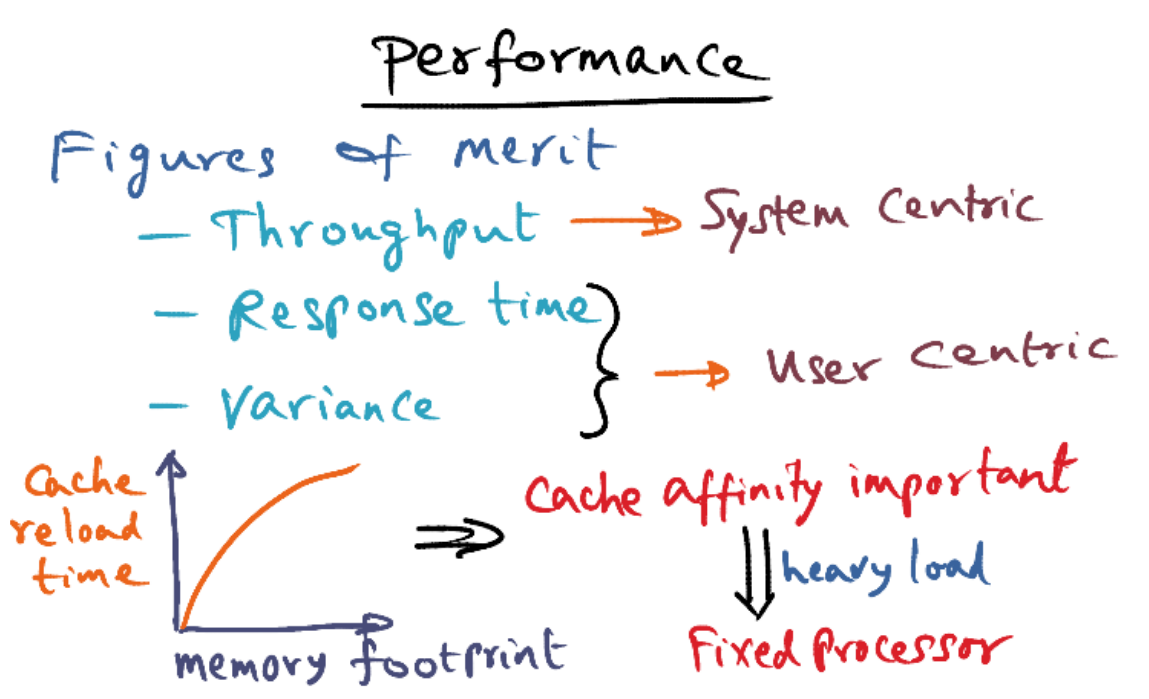 Performance
Figures of merit
- Throughput → System Centric
- Response time
- Variance
→ User Centric
Cache
reload
time
memory footprint
⇒ Cache affinity important
heavy load
Fixed Processor